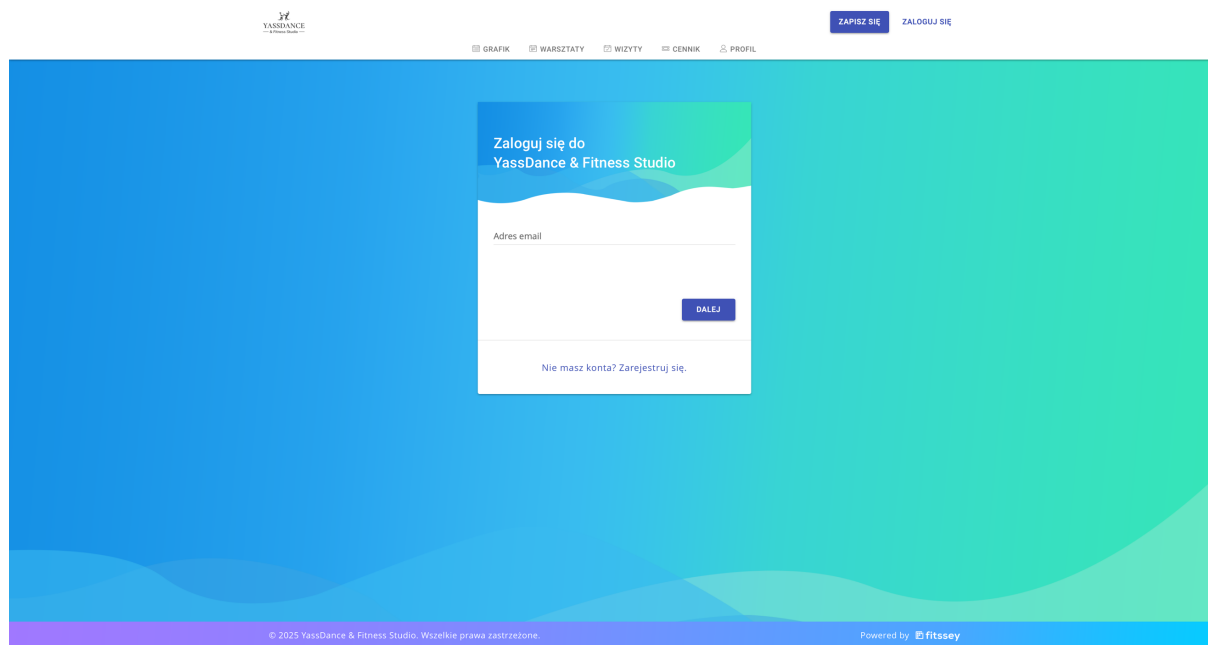 YASSDANCE
& Fitness Studio
ZAPISZ SIĘ
ZALOGUJ SIĘ
GRAFIK
WARSZTATY
WIZYTY
CENNIK
PROFIL
Zaloguj się do
YassDance & Fitness Studio
Adres email
DALEJ
Nie masz konta? Zarejestruj się.
© 2025 YassDance & Fitness Studio. Wszelkie prawa zastrzeżone.
Powered by fitssey